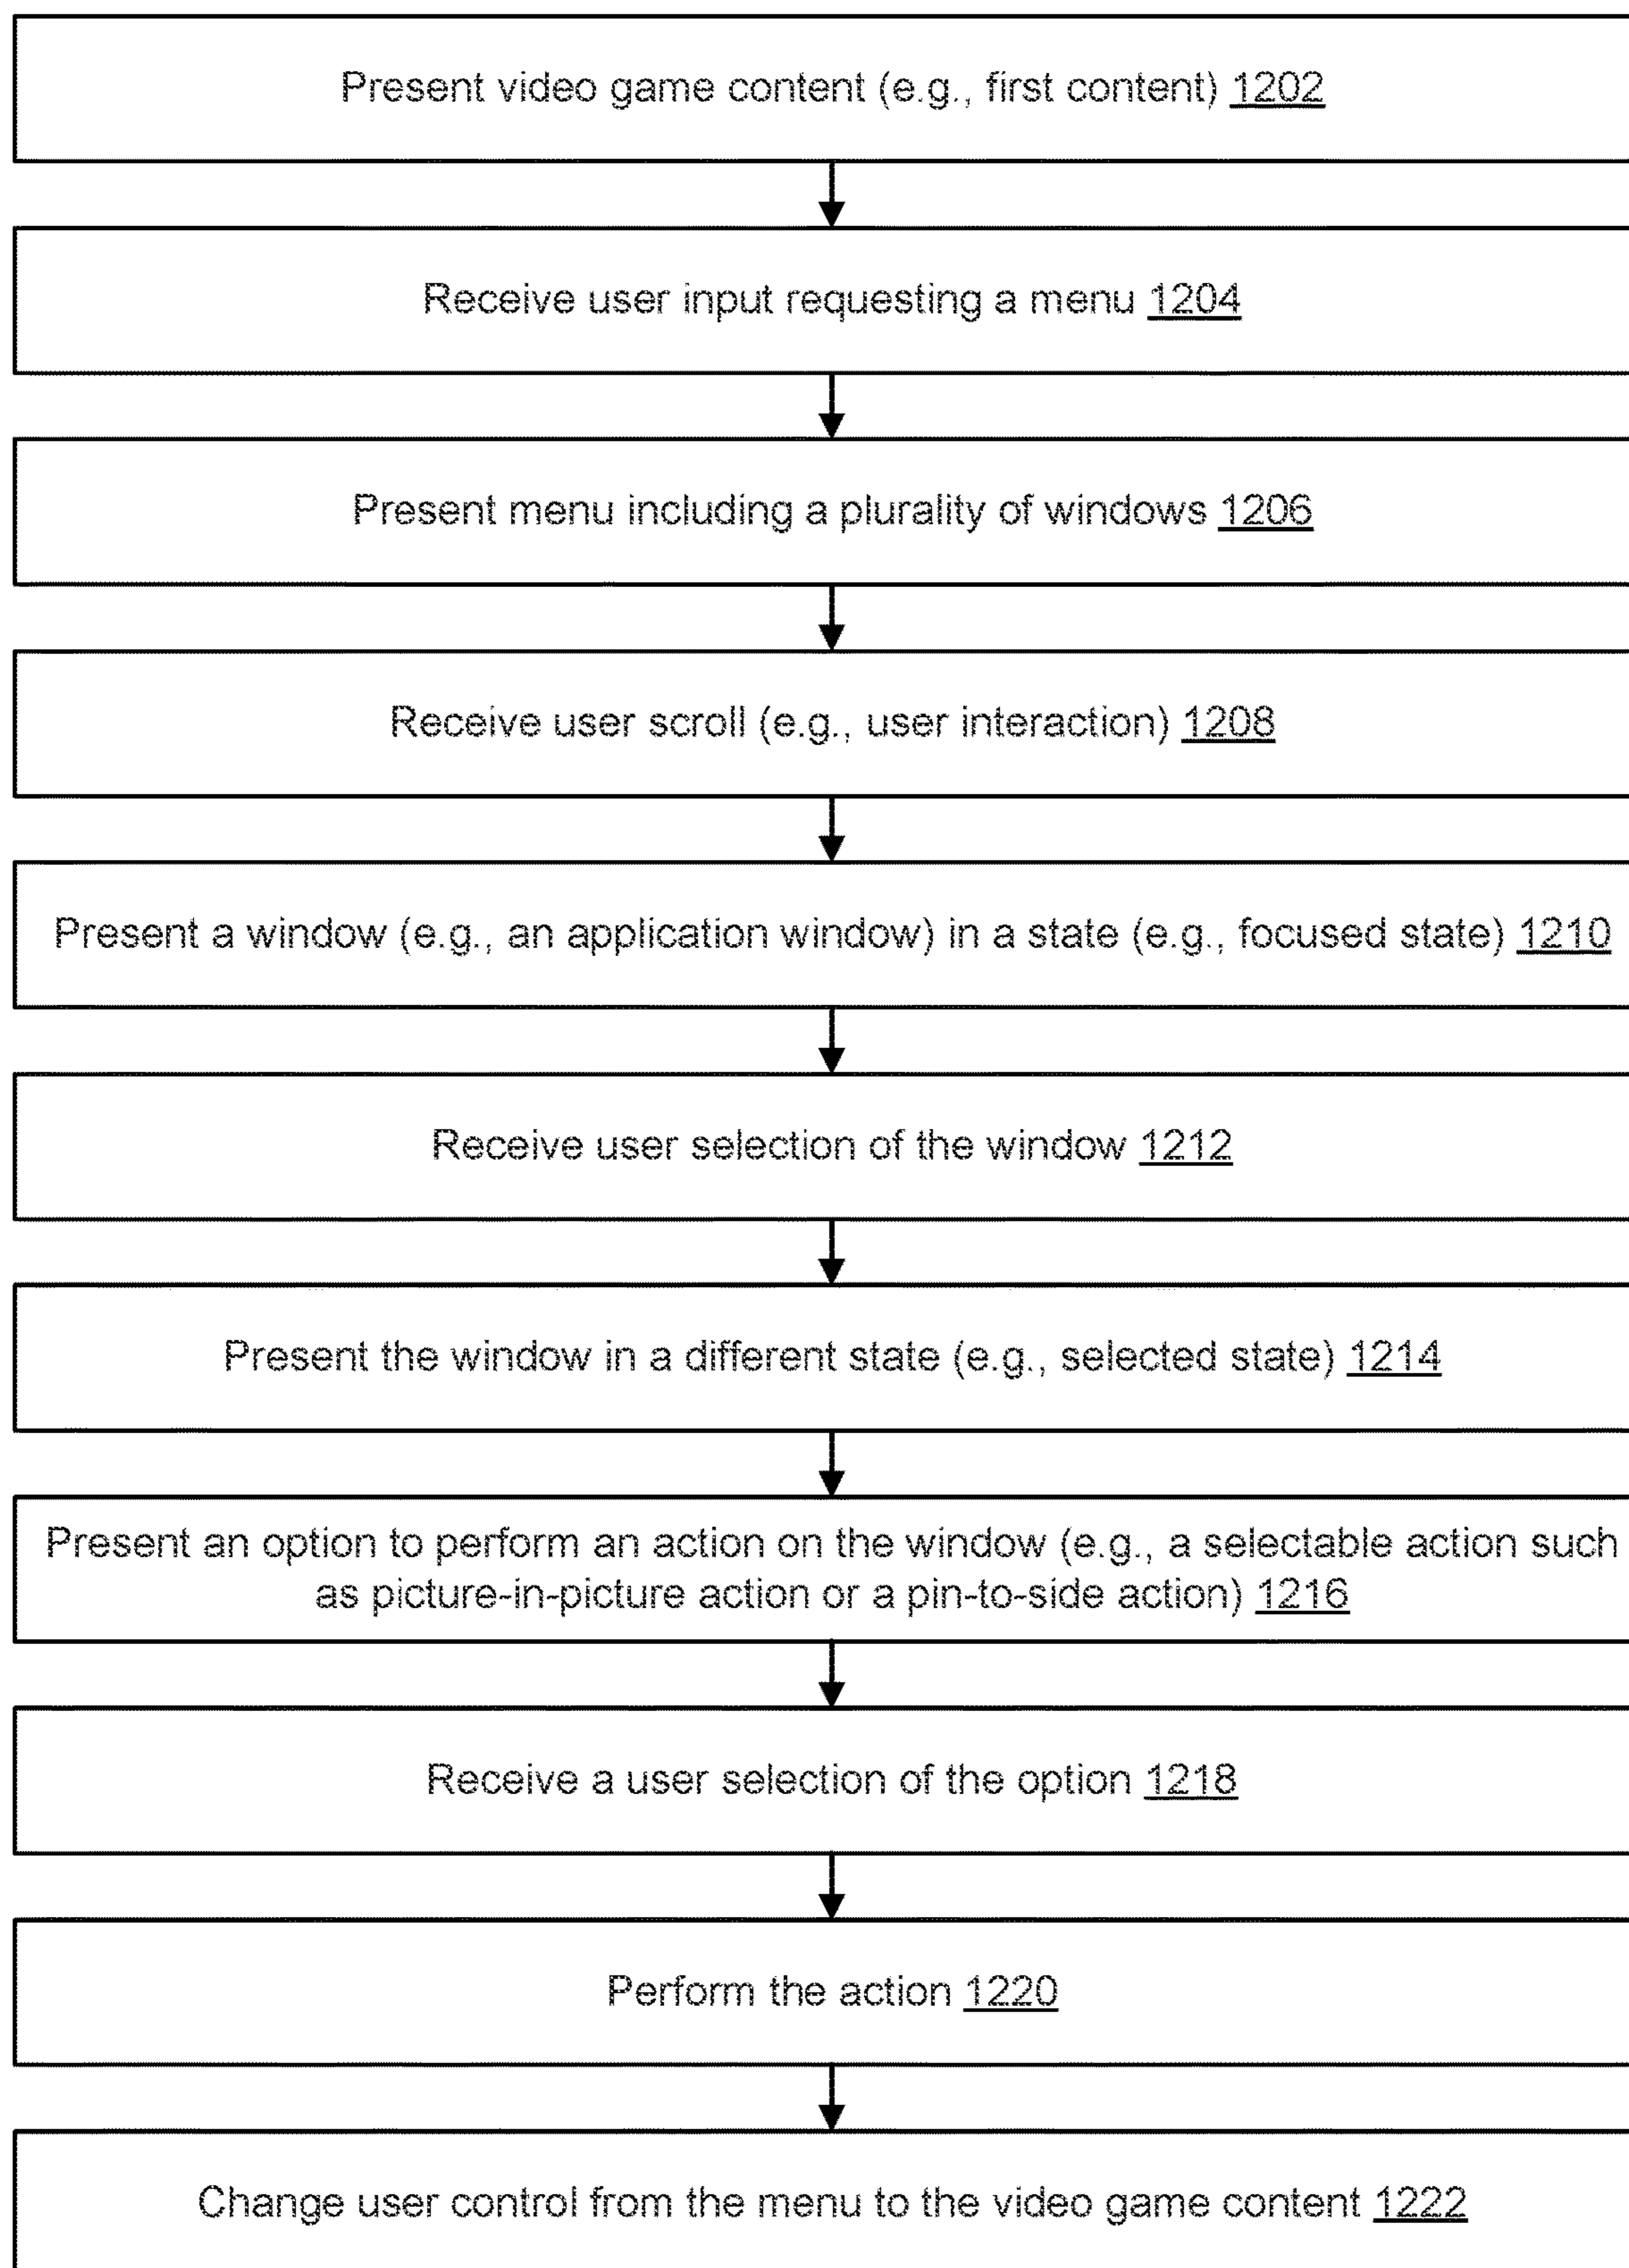 Present video game content (e.g., first content) 1202
Receive user input requesting a menu 1204
Present menu including a plurality of windows 1206
Receive user scroll (e.g., user interaction) 1208
Present a window (e.g., an application window) in a state (e.g., focused state) 1210
Receive user selection of the window 1212
Present the window in a different state (e.g., selected state) 1214
Present an option to perform an action on the window (e.g., a selectable action such
as picture-in-picture action or a pin-to-side action) 1216
Receive a user selection of the option 1218
Perform the action 1220
Change user control from the menu to the video game content 1222